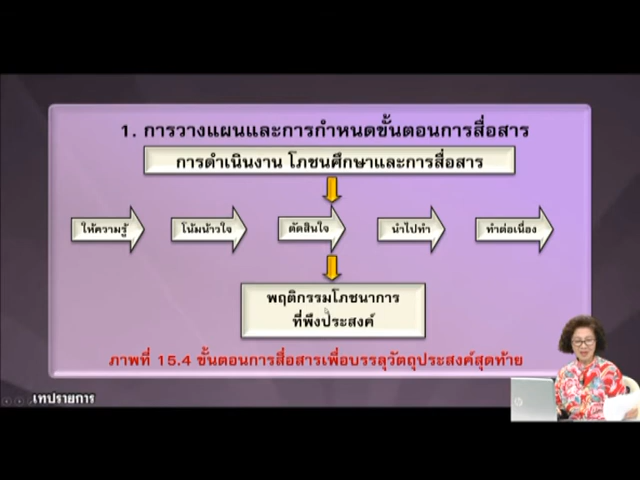 1. การวางแผนและการกำหนดขั้นตอนการสื่อสาร
การดำเนินงาน โภชนศึกษาและการสื่อสาร
ให้ความรู้
โน้มน้าวใจ
ตัดสินใจ
นำไปทำ
ทำต่อเนื่อง
พฤติกรรมโภชนาการ
ที่พึงประสงค์
ภาพที่ 15.4 ขั้นตอนการสื่อสารเพื่อบรรลุวัตถุประสงค์สุดท้าย
เทปรายการ
hp